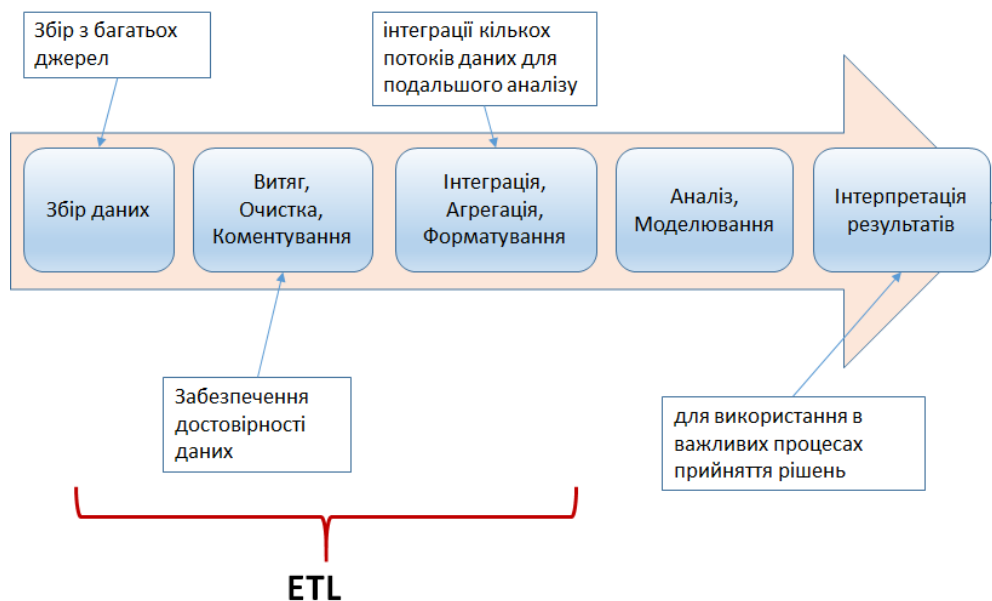 Збір з багатьох
джерел
інтеграції кількох
потоків даних для
подальшого аналізу
Збір даних
Витяг,
Очистка,
Коментування
Інтеграція,
Агрегація,
Форматування
Аналіз,
Моделювання
Інтерпретація
результатів
Забезпечення
достовірності
даних
для використання в
важливих процесах
прийняття рішень
ETL